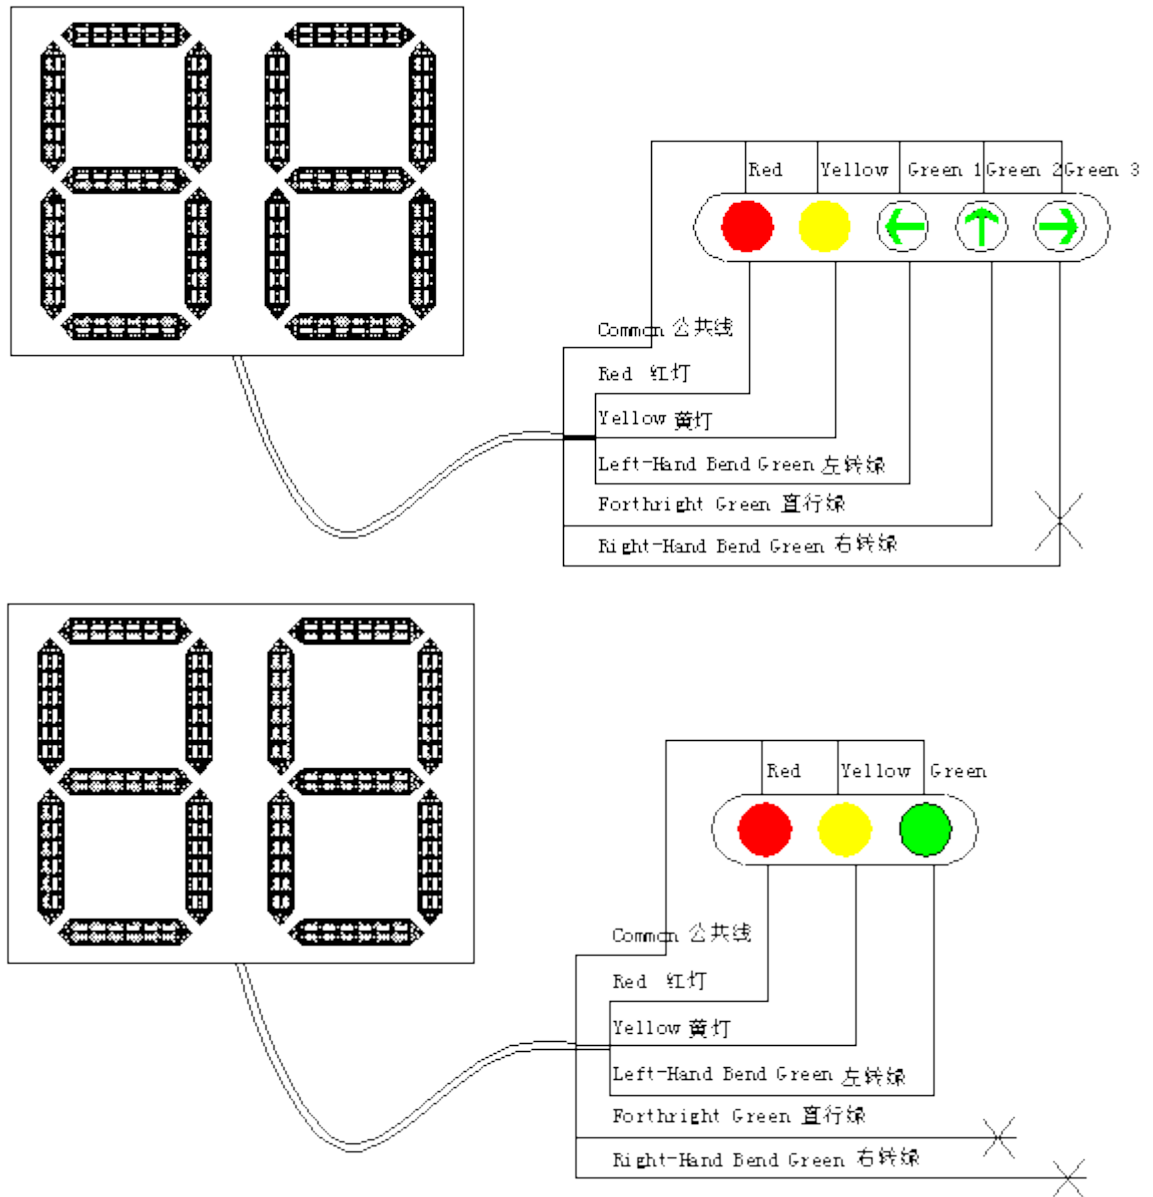 Red Yellow Green 1 Green 2 Green 3
Common 公共线
Red 红灯
Yellow 黄灯
Left-Hand Bend Green 左转绿
Forthright Green 直行绿
Right-Hand Bend Green 右转绿
Red Yellow Green
Common 公共线
Red 红灯
Yellow 黄灯
Left-Hand Bend Green 左转绿
Forthright Green 直行绿
Right-Hand Bend Green 右转绿